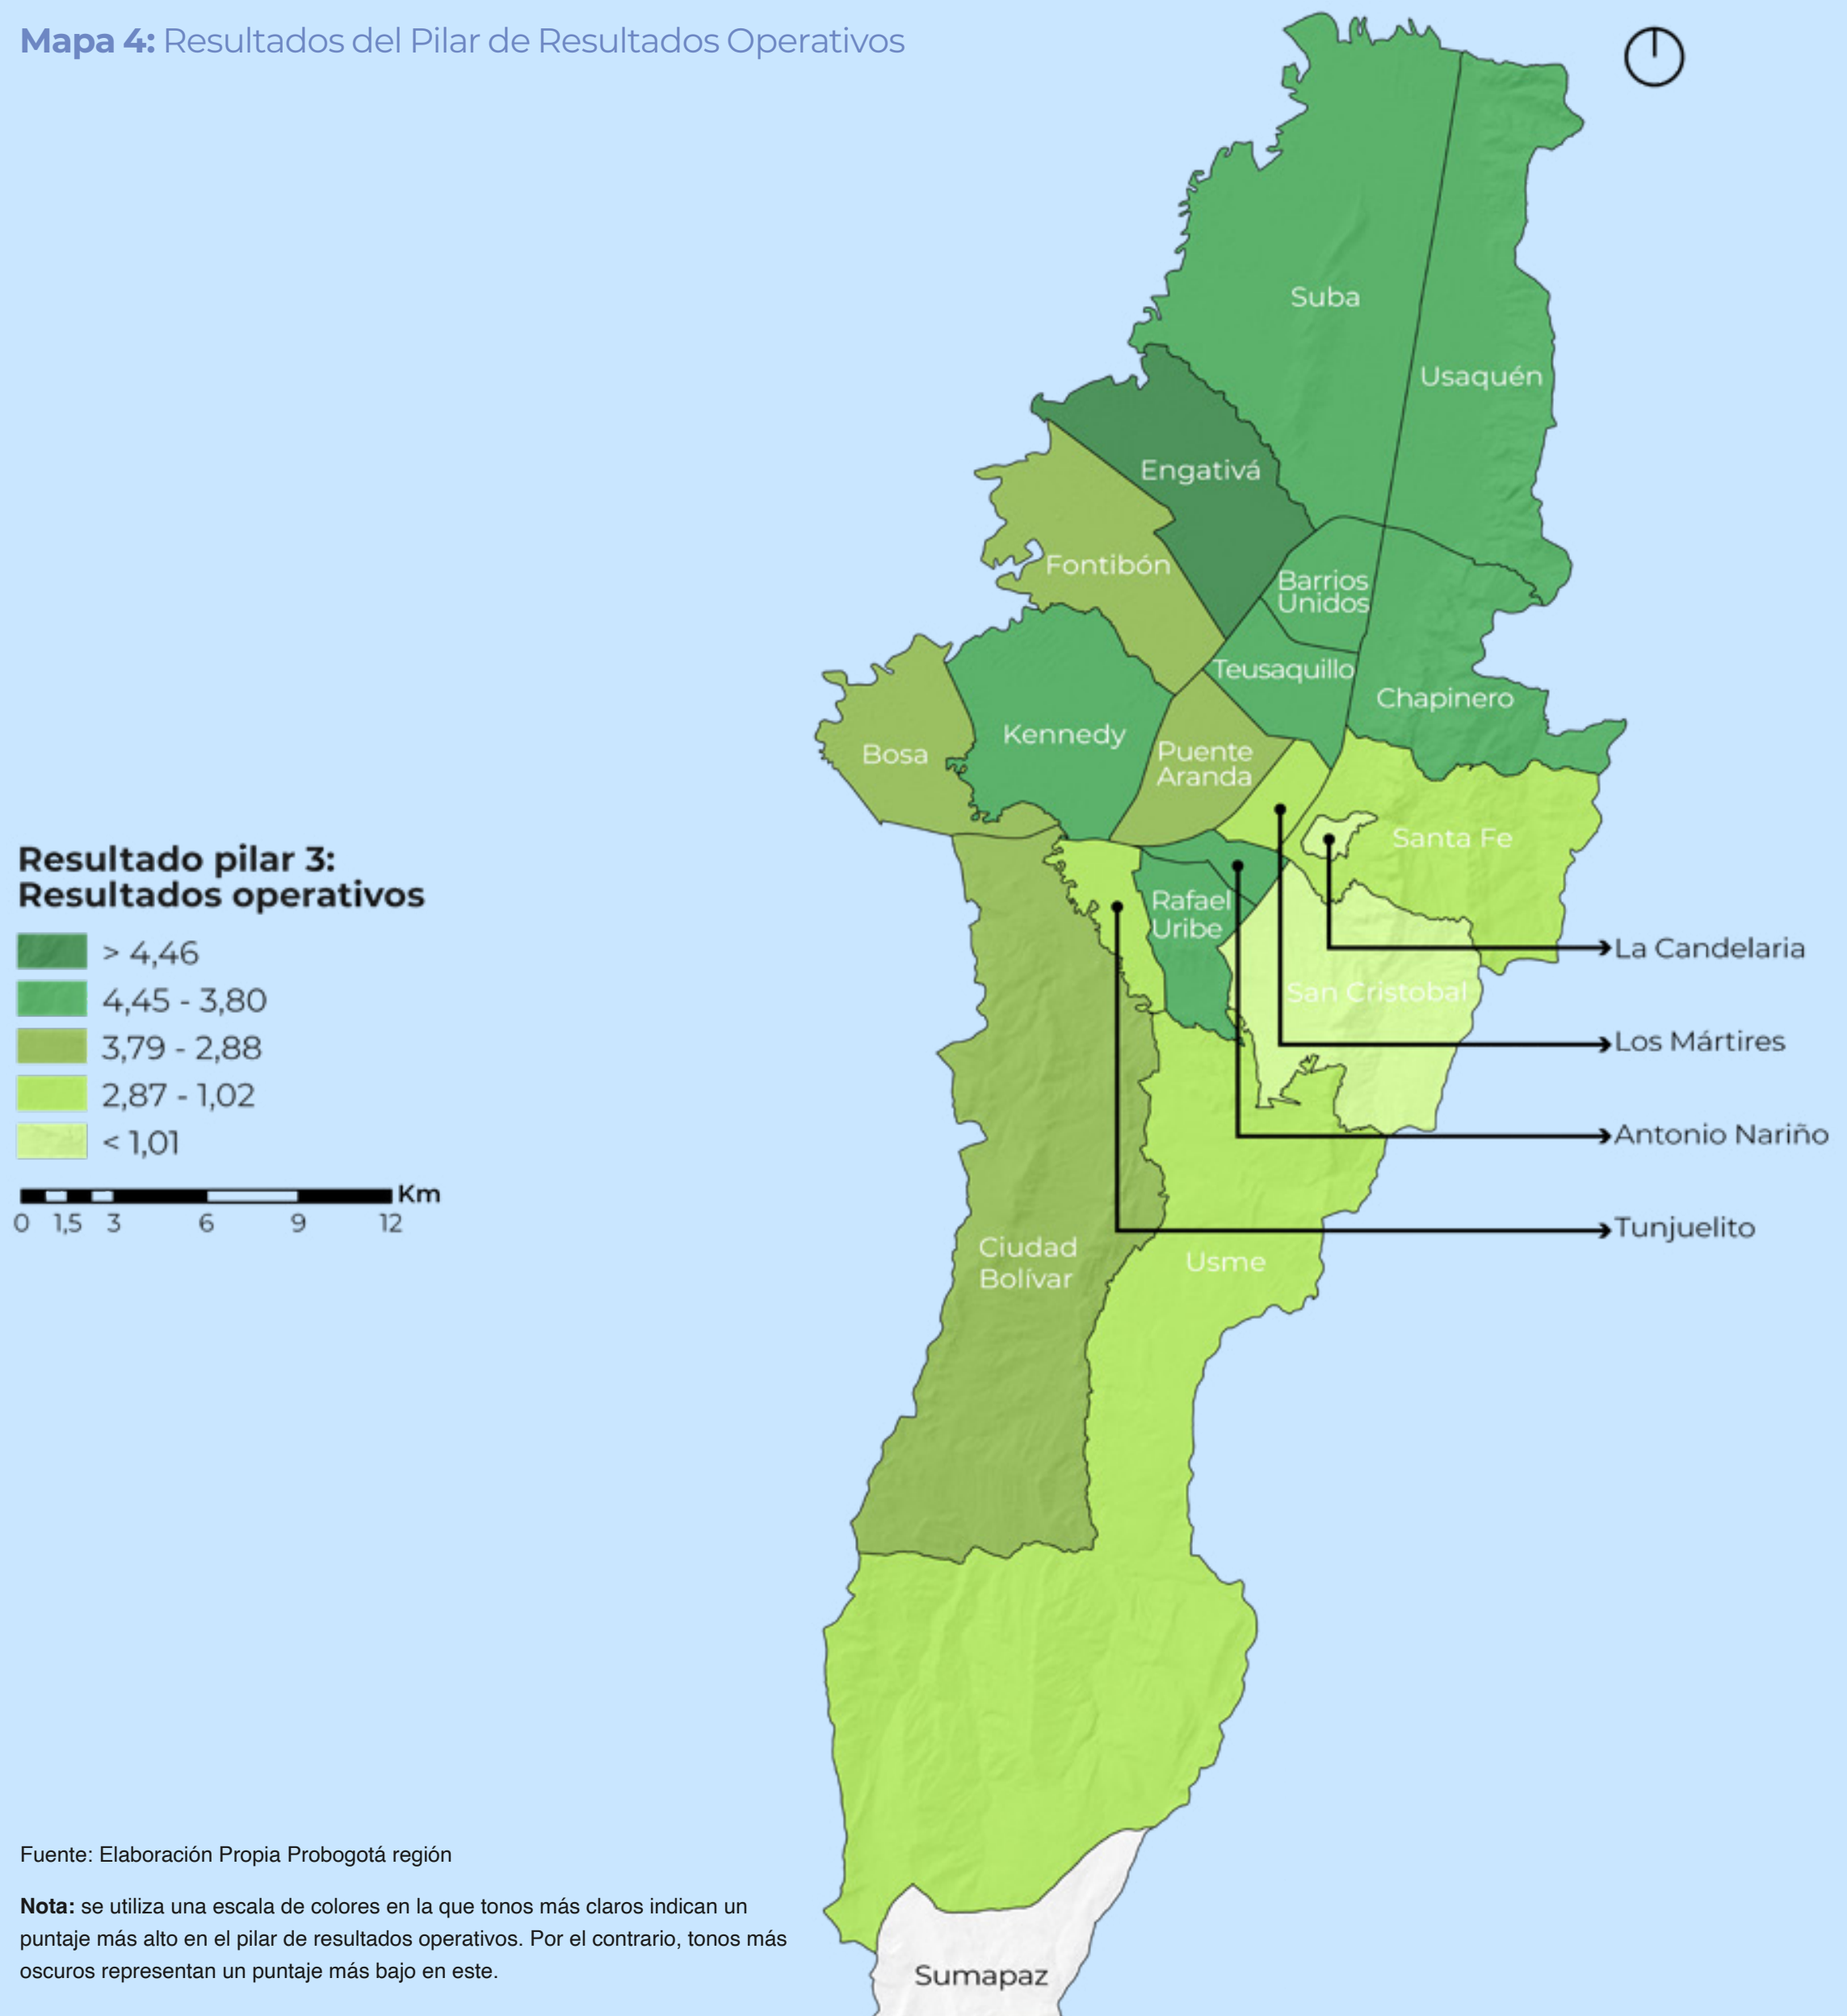 Mapa 4: Resultados del Pilar de Resultados Operativos
Suba
Usaquén
Engativá
Fontibón
Barrios
Unidos
Teusaquillo
Chapinero
Kennedy
Bosa
Puente
Aranda
Santa Fe
Rafael
Uribe
San Cristobal
La Candelaria
Los Mártires
Antonio Nariño
Tunjuelito
Ciudad
Bolívar
Usme
Sumapaz
Resultado pilar 3:
Resultados operativos
> 4,46
4,45 - 3,80
3,79 - 2,88
2,87 - 1,02
< 1,01
Km
0 1,5 3 6 9 12
Fuente: Elaboración Propia Probogotá región
Nota: se utiliza una escala de colores en la que tonos más claros indican un
puntaje más alto en el pilar de resultados operativos. Por el contrario, tonos más
oscuros representan un puntaje más bajo en este.